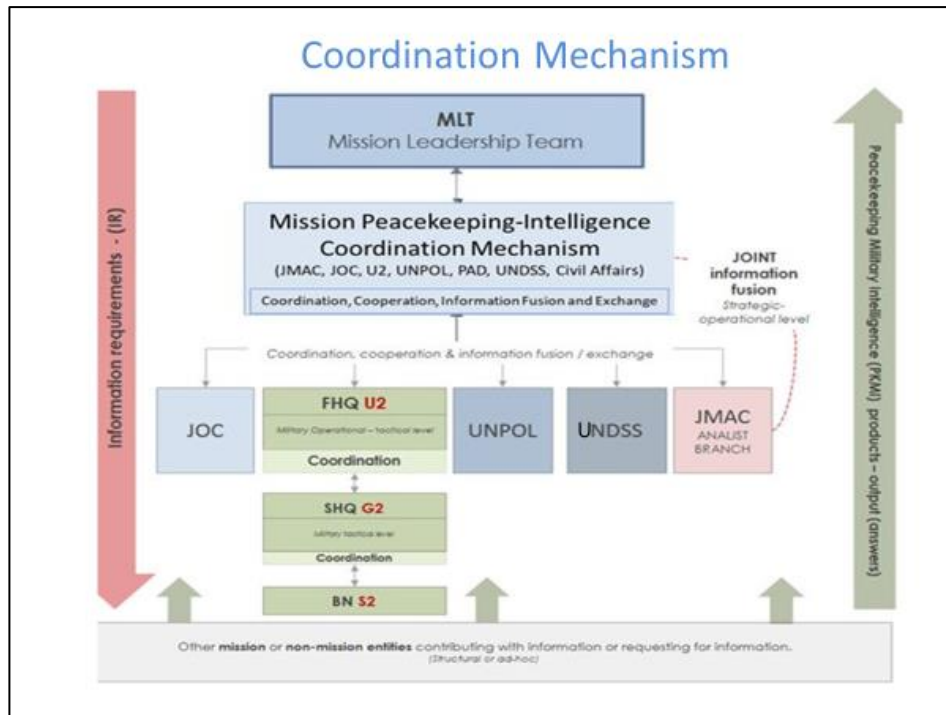 Coordination Mechanism
MLT
Mission Leadership Team
Information requirements - (IR)
Mission Peacekeeping-Intelligence
Coordination Mechanism
(JMAC, JOC, U2, UNPOL, PAD, UNDSS, Civil Affairs)
Coordination, Cooperation, Information Fusion and Exchange
JOINT
information
fusion
Strategic-
operational level
Peacekeeping Military Intelligence (PKMI) products – output (answers)
Coordination, cooperation & information fusion / exchange
JOC
FHQ U2
Military Operational – tactical level
Coordination
UNPOL
UNDSS
JMAC
ANALIST
BRANCH
SHQ G2
Military tactical level
Coordination
BN S2
Other mission or non-mission entities contributing with information or requesting for information.
(Structural or ad-hoc)